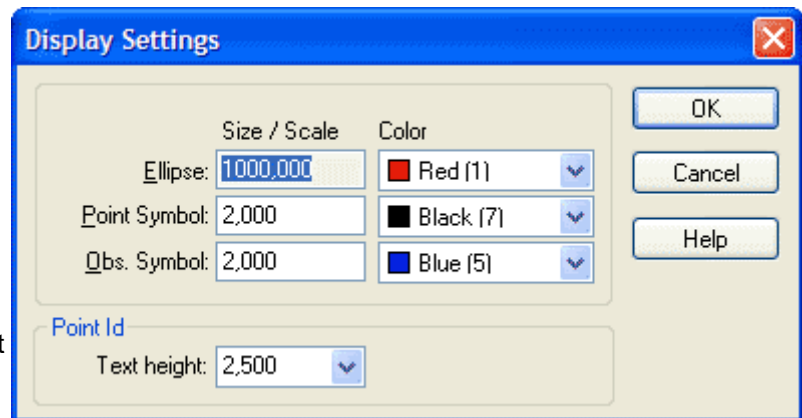 Display Settings
Size / Scale Color
Ellipse: 1000,000 Red (1)
Point Symbol: 2,000 Black (7)
Obs. Symbol: 2,000 Blue (5)
Point Id
Text height: 2,500
OK
Cancel
Help
t